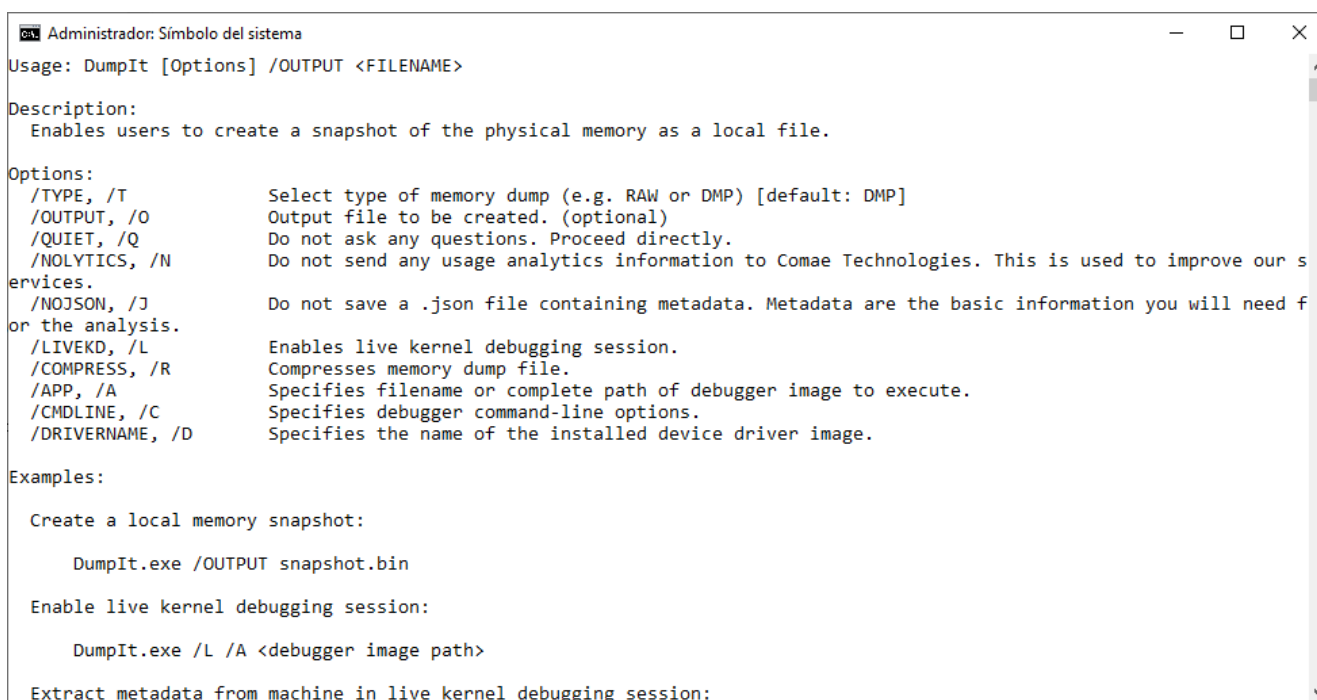 Administrador: Símbolo del sistema
Usage: DumpIt [Options] /OUTPUT <FILENAME>
Description:
Enables users to create a snapshot of the physical memory as a local file.
Options:
/TYPE, /T Select type of memory dump (e.g. RAW or DMP) [default: DMP]
/OUTPUT, /O Output file to be created. (optional)
/QUIET, /Q Do not ask any questions. Proceed directly.
/NOLYTICS, /N Do not send any usage analytics information to Comae Technologies. This is used to improve our s
ervices.
/NOJSON, /J Do not save a .json file containing metadata. Metadata are the basic information you will need f
or the analysis.
/LIVEKD, /L Enables live kernel debugging session.
/COMPRESS, /R Compresses memory dump file.
/APP, /A Specifies filename or complete path of debugger image to execute.
/CMDLINE, /C Specifies debugger command-line options.
/DRIVERNAME, /D Specifies the name of the installed device driver image.
Examples:
Create a local memory snapshot:
DumpIt.exe /OUTPUT snapshot.bin
Enable live kernel debugging session:
DumpIt.exe /L /A <debugger image path>
Extract metadata from machine in live kernel debugging session: